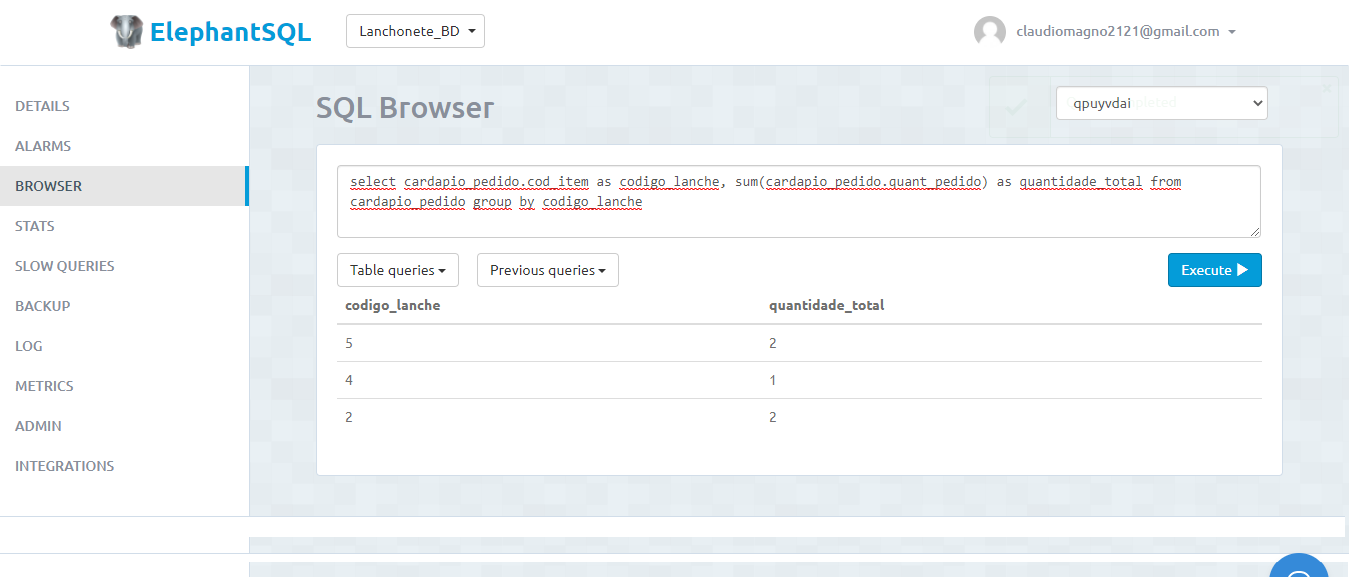 ElephantSQL
Lanchonete_BD
claudiomagno2121@gmail.com
DETAILS
ALARMS
BROWSER
STATS
SLOW QUERIES
BACKUP
LOG
METRICS
ADMIN
INTEGRATIONS
SQL Browser
qpuyvdai
select cardapio_pedido.cod_item as codigo_lanche, sum(cardapio_pedido.quant_pedido) as quantidade_total from
cardapio_pedido group by codigo_lanche
Table queries
Previous queries
Execute
codigo_lanche quantidade_total
5 2
4 1
2 2